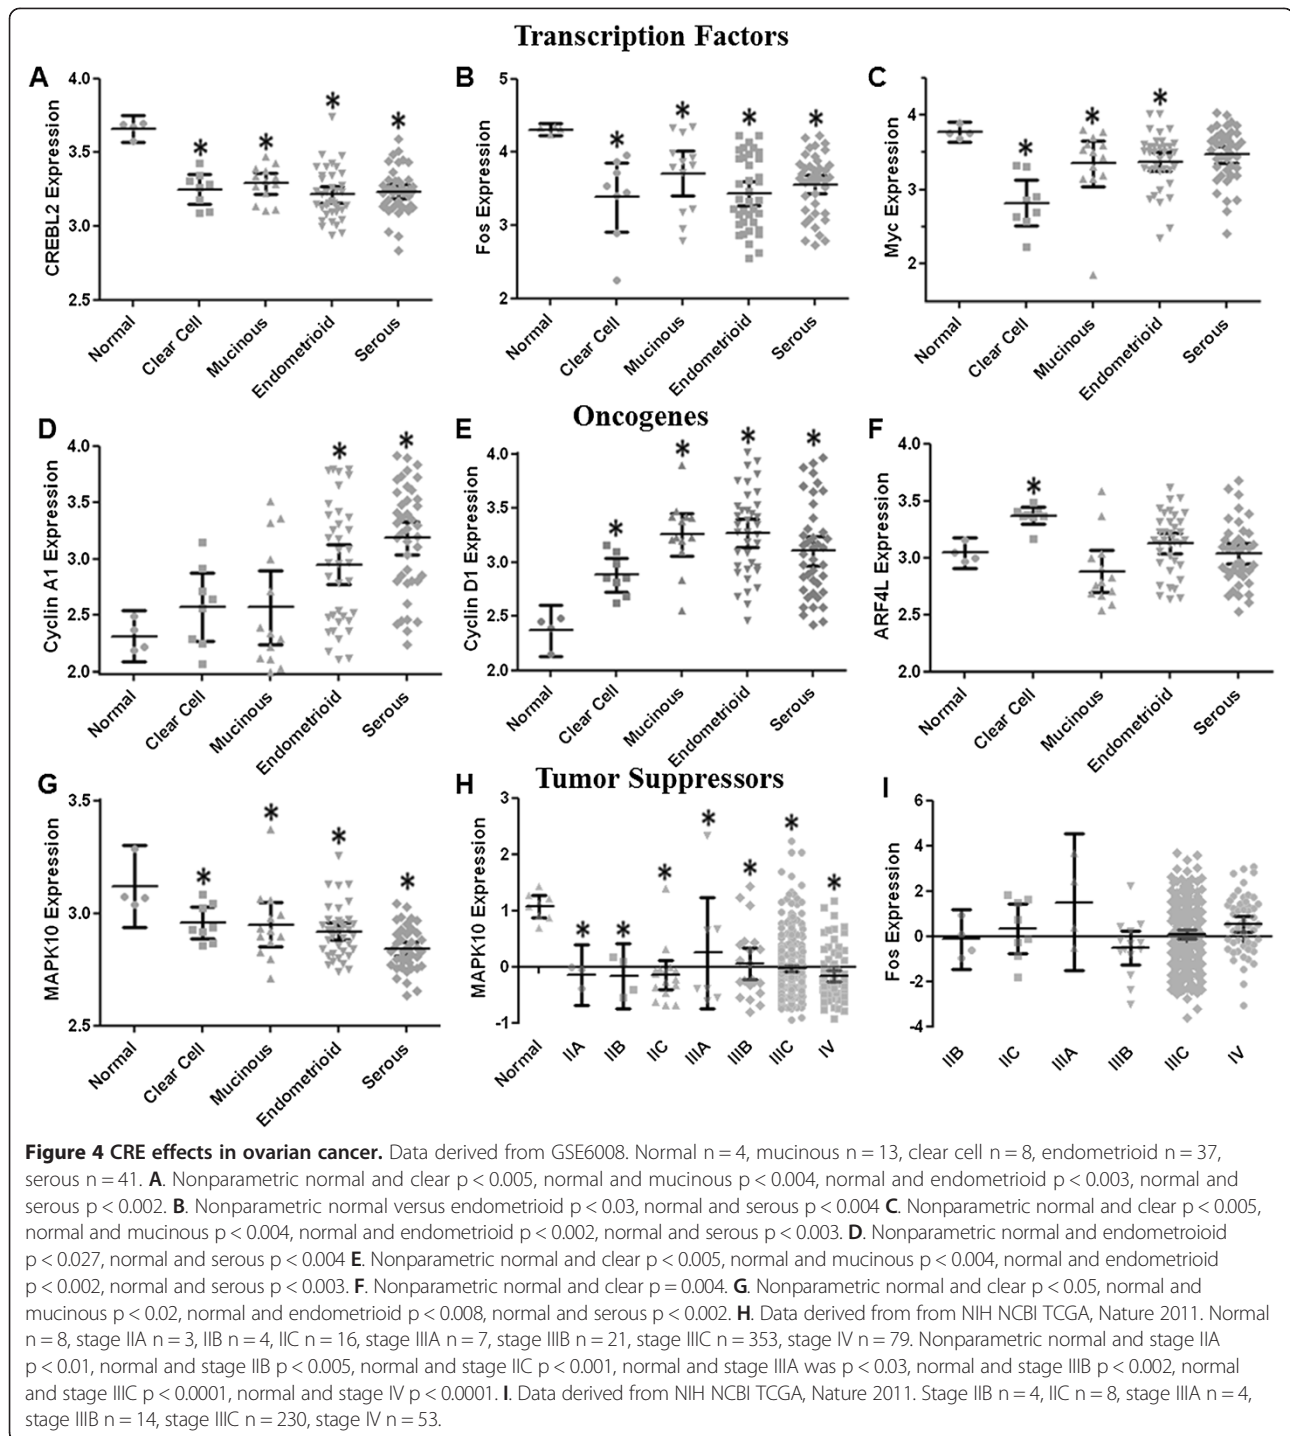 Transcription Factors
A
B
C
CREBL2 Expression
4.0
3.5
3.0
2.5
* * * *
Normal
Clear Cell
Mucinous
Endometrioid
Serous
Fos Expression
5
4
3
2
* * * *
Normal
Clear Cell
Mucinous
Endometrioid
Serous
Myc Expression
4
3
2
* * *
Normal
Clear Cell
Mucinous
Endometrioid
Serous
Oncogenes
D
E
F
Cyclin A1 Expression
4.0
3.5
3.0
2.5
2.0
* *
Normal
Clear Cell
Mucinous
Endometrioid
Serous
Cyclin D1 Expression
4.0
3.5
3.0
2.5
2.0
* * * *
Normal
Clear Cell
Mucinous
Endometrioid
Serous
ARF4L Expression
4.0
3.5
3.0
2.5
2.0
*
Normal
Clear Cell
Mucinous
Endometrioid
Serous
Tumor Suppressors
G
H
I
MAPK10 Expression
3.5
3.0
2.5
* * * *
Normal
Clear Cell
Mucinous
Endometrioid
Serous
MAPK10 Expression
3
2
1
0
-1
* * * * * * *
Normal
IIA
IIB
IIC
IIIA
IIIB
IIIC
IV
Fos Expression
6
4
2
0
-2
-4
IIB
IIC
IIIA
IIIB
IIIC
IV
Figure 4 CRE effects in ovarian cancer. Data derived from GSE6008. Normal n = 4, mucinous n = 13, clear cell n = 8, endometrioid n = 37,
serous n = 41. A. Nonparametric normal and clear p < 0.005, normal and mucinous p < 0.004, normal and endometrioid p < 0.003, normal and
serous p < 0.002. B. Nonparametric normal versus endometrioid p < 0.03, normal and serous p < 0.004 C. Nonparametric normal and clear p < 0.005,
normal and mucinous p < 0.004, normal and endometrioid p < 0.002, normal and serous p < 0.003. D. Nonparametric normal and endometroioid
p < 0.027, normal and serous p < 0.004 E. Nonparametric normal and clear p < 0.005, normal and mucinous p < 0.004, normal and endometrioid
p < 0.002, normal and serous p < 0.003. F. Nonparametric normal and clear p = 0.004. G. Nonparametric normal and clear p < 0.05, normal and
mucinous p < 0.02, normal and endometrioid p < 0.008, normal and serous p < 0.002. H. Data derived from from NIH NCBI TCGA, Nature 2011. Normal
n = 8, stage IIA n = 3, IIB n = 4, IIC n = 16, stage IIIA n = 7, stage IIIB n = 21, stage IIIC n = 353, stage IV n = 79. Nonparametric normal and stage IIA
p < 0.01, normal and stage IIB p < 0.005, normal and stage IIC p < 0.001, normal and stage IIIA was p < 0.03, normal and stage IIIB p < 0.002, normal
and stage IIIC p < 0.0001, normal and stage IV p < 0.0001. I. Data derived from NIH NCBI TCGA, Nature 2011. Stage IIB n = 4, IIC n = 8, stage IIIA n = 4,
stage IIIB n = 14, stage IIIC n = 230, stage IV n = 53.